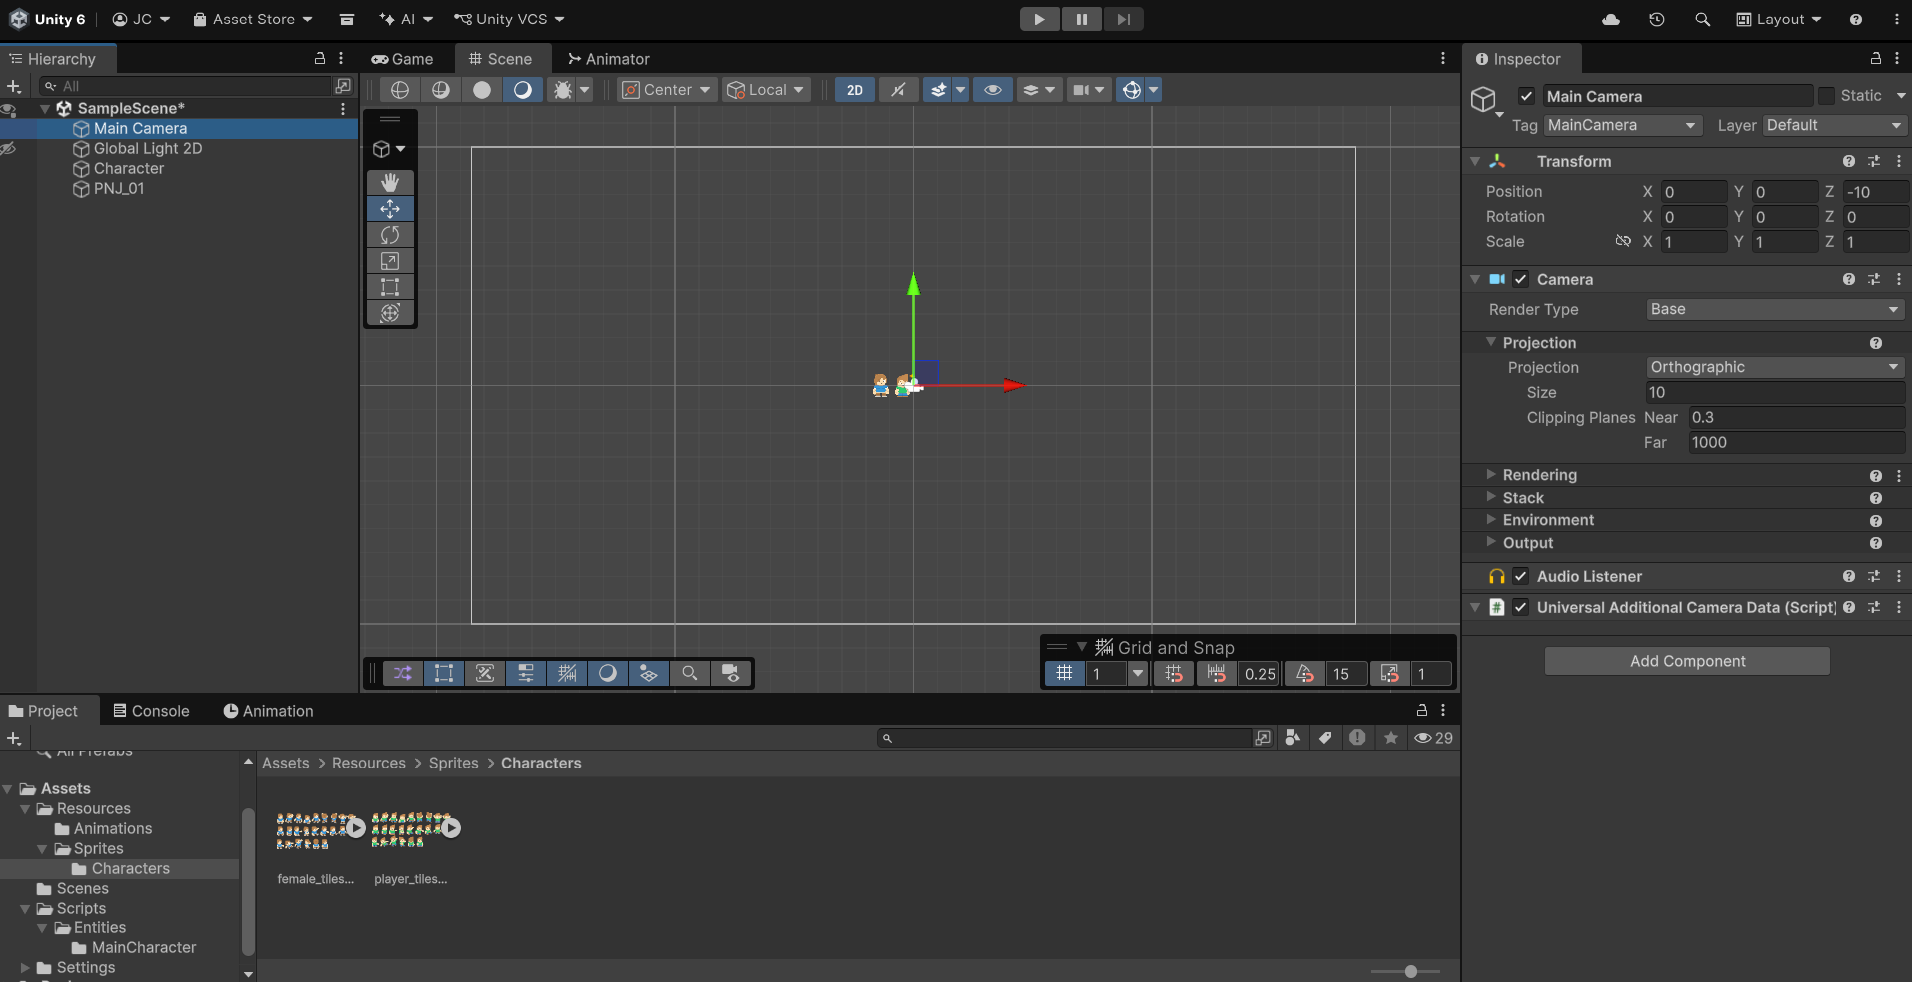 Unity 6 JC Asset Store AI Unity VCS Layout
Hierarchy
All
SampleScene*
Main Camera
Global Light 2D
Character
PNJ_01
Game Scene Animator
Center Local 2D
Grid and Snap
1 0.25 15 1
Inspector
Main Camera Static
Tag MainCamera Layer Default
Transform
Position X 0 Y 0 Z -10
Rotation X 0 Y 0 Z 0
Scale X 1 Y 1 Z 1
Camera
Render Type Base
Projection
Projection Orthographic
Size 10
Clipping Planes Near 0.3
Far 1000
Rendering
Stack
Environment
Output
Audio Listener
# Universal Additional Camera Data (Script)
Add Component
Project Console Animation
29
All Prefabs
Assets
Resources
Animations
Sprites
Characters
Scenes
Scripts
Entities
MainCharacter
Settings
Assets > Resources > Sprites > Characters
female_tiles... player_tiles...